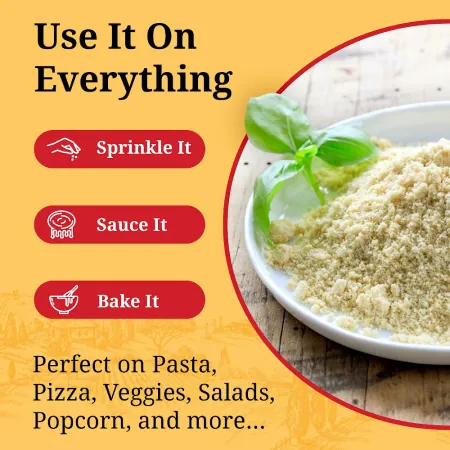 Use It On
Everything
Sprinkle It
Sauce It
Bake It
Perfect on Pasta,
Pizza, Veggies, Salads,
Popcorn, and more...